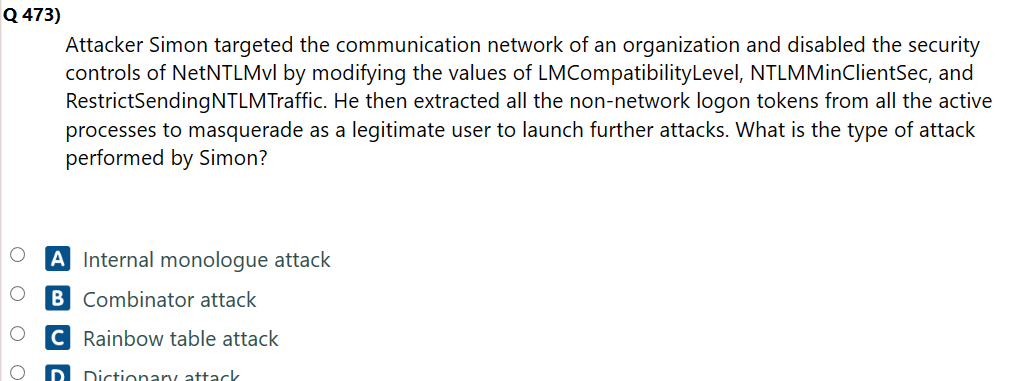 Q 473)
Attacker Simon targeted the communication network of an organization and disabled the security
controls of NetNTLMvl by modifying the values of LMCompatibilityLevel, NTLMMinClientSec, and
RestrictSendingNTLMTraffic. He then extracted all the non-network logon tokens from all the active
processes to masquerade as a legitimate user to launch further attacks. What is the type of attack
performed by Simon?
A Internal monologue attack
B Combinator attack
C Rainbow table attack
D Dictionary attack